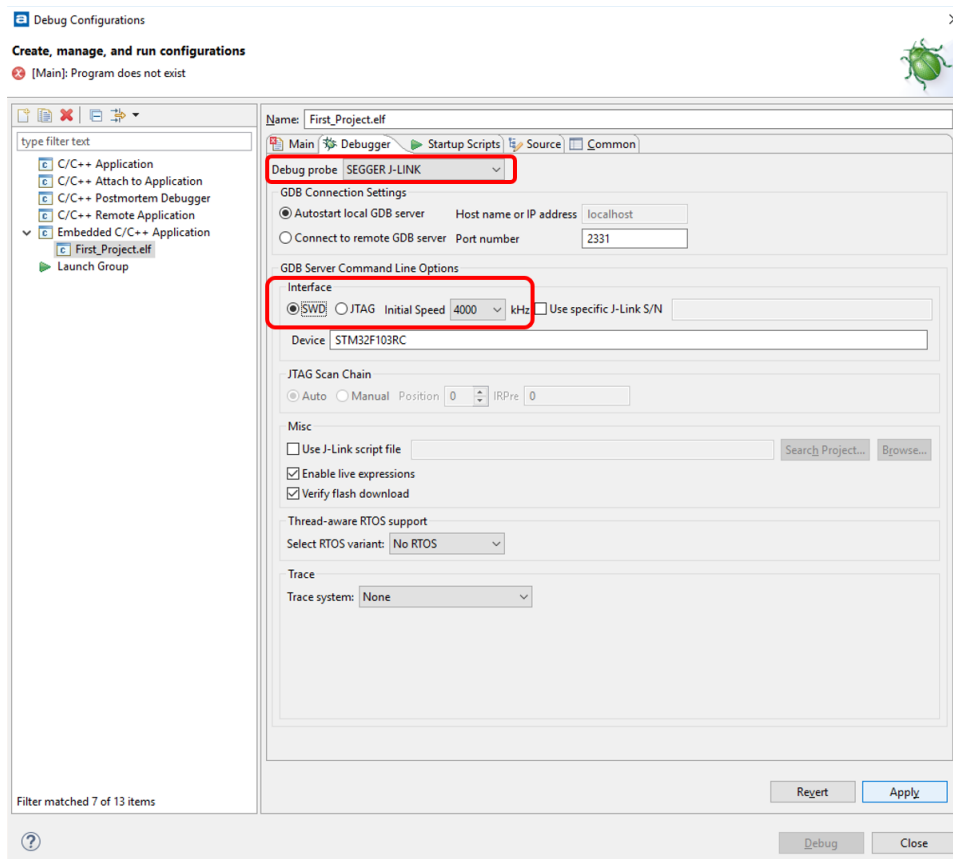 Debug Configurations
Create, manage, and run configurations
[Main]: Program does not exist
type filter text
C/C++ Application
C/C++ Attach to Application
C/C++ Postmortem Debugger
C/C++ Remote Application
Embedded C/C++ Application
First_Project.elf
Launch Group
Filter matched 7 of 13 items
Name: First_Project.elf
Main Debugger Startup Scripts Source Common
Debug probe SEGGER J-LINK
GDB Connection Settings
Autostart local GDB server Host name or IP address localhost
Connect to remote GDB server Port number 2331
GDB Server Command Line Options
Interface
SWD JTAG Initial Speed 4000 kHz Use specific J-Link S/N
Device STM32F103RC
JTAG Scan Chain
Auto Manual Position 0 IRPre 0
Misc
Use J-Link script file Search Project... Browse...
Enable live expressions
Verify flash download
Thread-aware RTOS support
Select RTOS variant: No RTOS
Trace
Trace system: None
Revert Apply
Debug Close